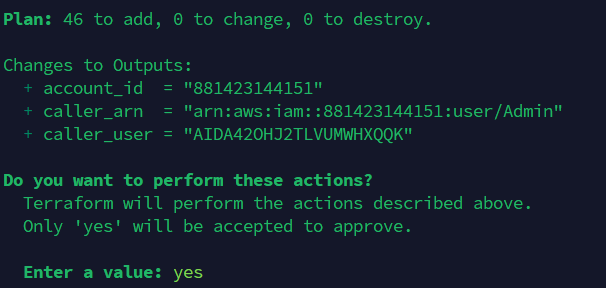 Plan: 46 to add, 0 to change, 0 to destroy.
Changes to Outputs:
+ account_id  = "881423144151"
+ caller_arn  = "arn:aws:iam::881423144151:user/Admin"
+ caller_user = "AIDA42OHJ2TLVUMWHXQQK"
Do you want to perform these actions?
Terraform will perform the actions described above.
Only 'yes' will be accepted to approve.
Enter a value: yes